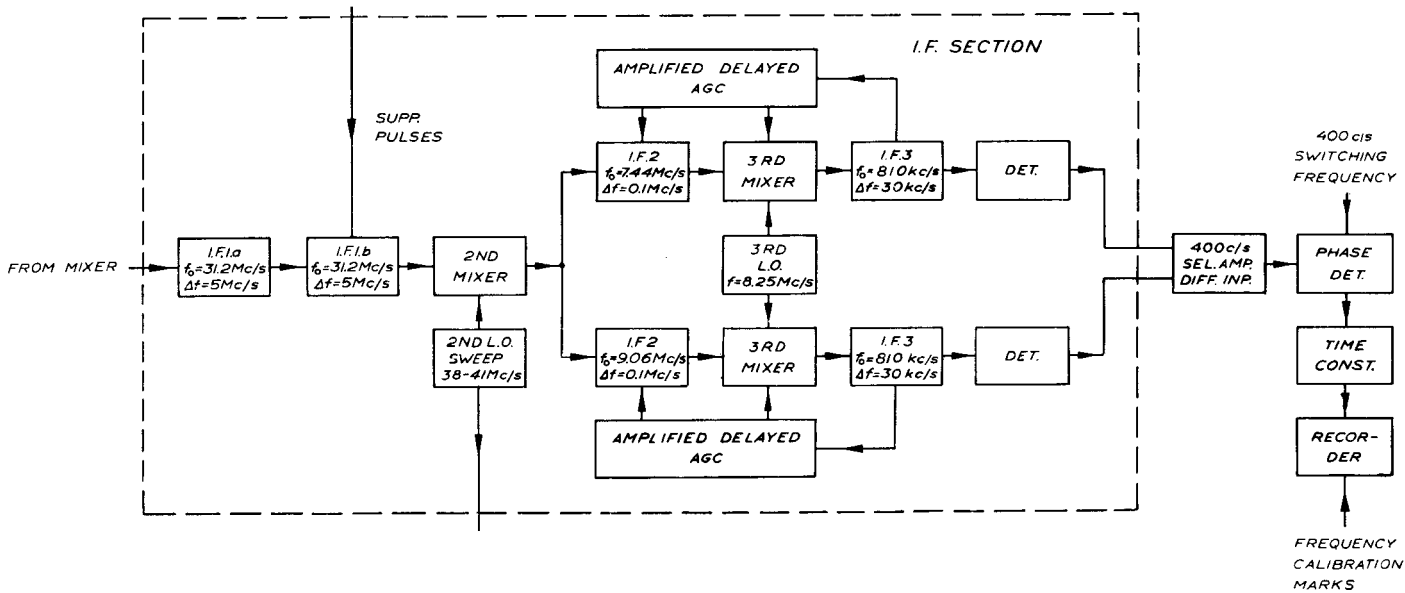 I.F. SECTION
AMPLIFIED DELAYED
AGC
SUPP.
PULSES
400 c/s
SWITCHING
FREQUENCY
I.F.2
f₀=7.44Mc/s
Δf=0.1Mc/s
3RD
MIXER
I.F.3
f₀=810kc/s
Δf=30kc/s
DET.
FROM MIXER
I.F.1.a
f₀=31.2Mc/s
Δf=5Mc/s
I.F.1.b
f₀=31.2Mc/s
Δf=5Mc/s
2ND
MIXER
3RD
L.O.
f=8.25Mc/s
400c/s
SEL. AMP.
DIFF. INP.
PHASE
DET.
2ND L.O.
SWEEP
38-41Mc/s
I.F.2
f₀=9.06Mc/s
Δf=0.1Mc/s
3RD
MIXER
I.F.3
f₀=810 kc/s
Δf=30 kc/s
DET.
TIME
CONST.
AMPLIFIED DELAYED
AGC
RECOR-
DER
FREQUENCY
CALIBRATION
MARKS